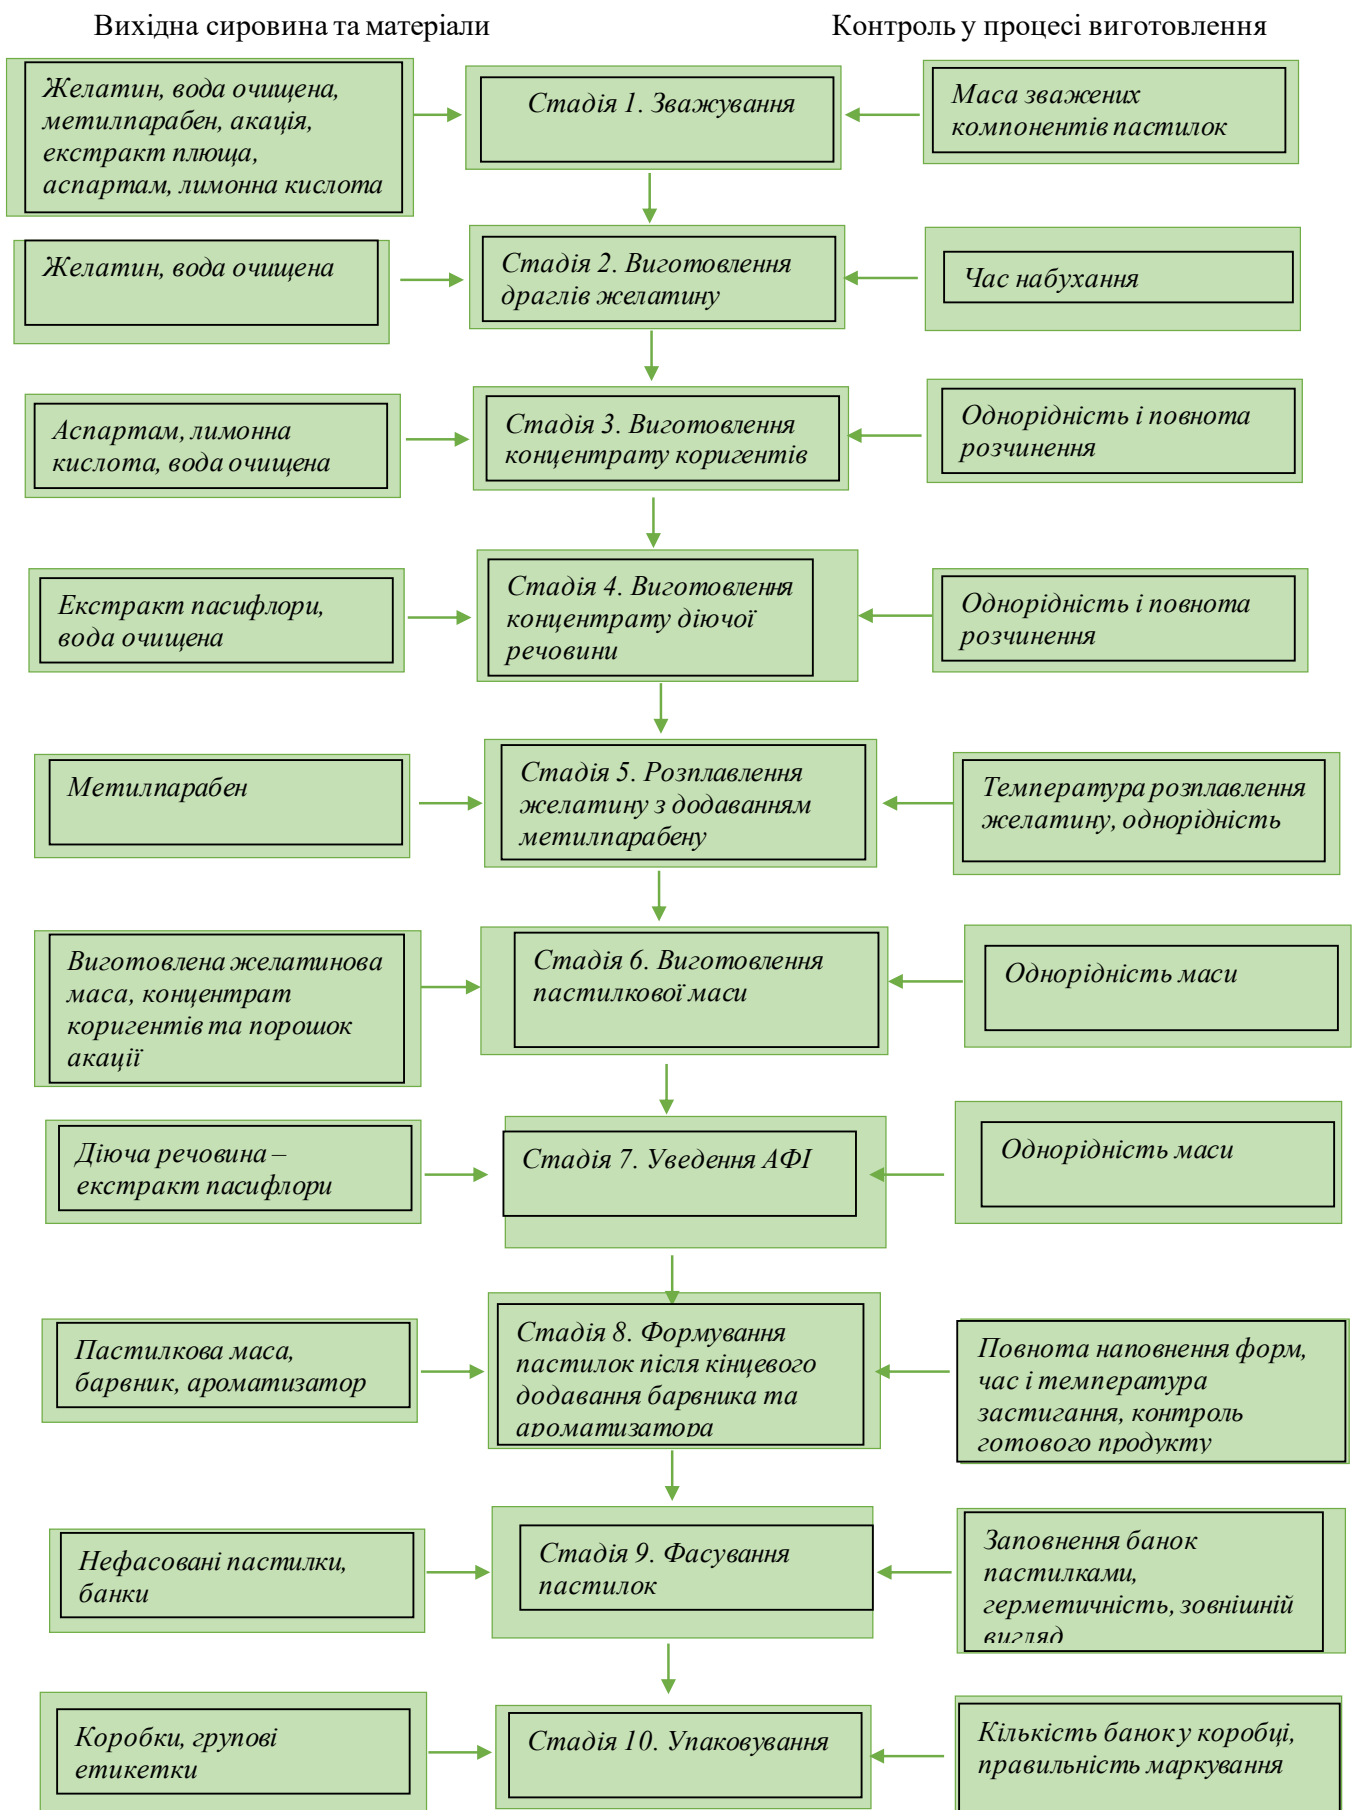 Вихідна сировина та матеріали
Контроль у процесі виготовлення
Желатин, вода очищена,
метилпарабен, акація,
екстракт плюща,
аспартам, лимонна кислота
Стадія 1. Зважування
Маса зважених
компонентів пастилок
Желатин, вода очищена
Стадія 2. Виготовлення
драглів желатину
Час набухання
Аспартам, лимонна
кислота, вода очищена
Стадія 3. Виготовлення
концентрату коригентів
Однорідність і повнота
розчинення
Екстракт пасифлори,
вода очищена
Стадія 4. Виготовлення
концентрату діючої
речовини
Однорідність і повнота
розчинення
Метилпарабен
Стадія 5. Розплавлення
желатину з додаванням
метилпарабену
Температура розплавлення
желатину, однорідність
Виготовлена желатинова
маса, концентрат
коригентів та порошок
акації
Стадія 6. Виготовлення
пастилкової маси
Однорідність маси
Діюча речовина –
екстракт пасифлори
Стадія 7. Уведення АФІ
Однорідність маси
Пастилкова маса,
барвник, ароматизатор
Стадія 8. Формування
пастилок після кінцевого
додавання барвника та
ароматизатора
Повнота наповнення форм,
час і температура
застигання, контроль
готового продукту
Нефасовані пастилки,
банки
Стадія 9. Фасування
пастилок
Заповнення банок
пастилками,
герметичність, зовнішній
вигляд
Коробки, групові
етикетки
Стадія 10. Упаковування
Кількість банок у коробці,
правильність маркування